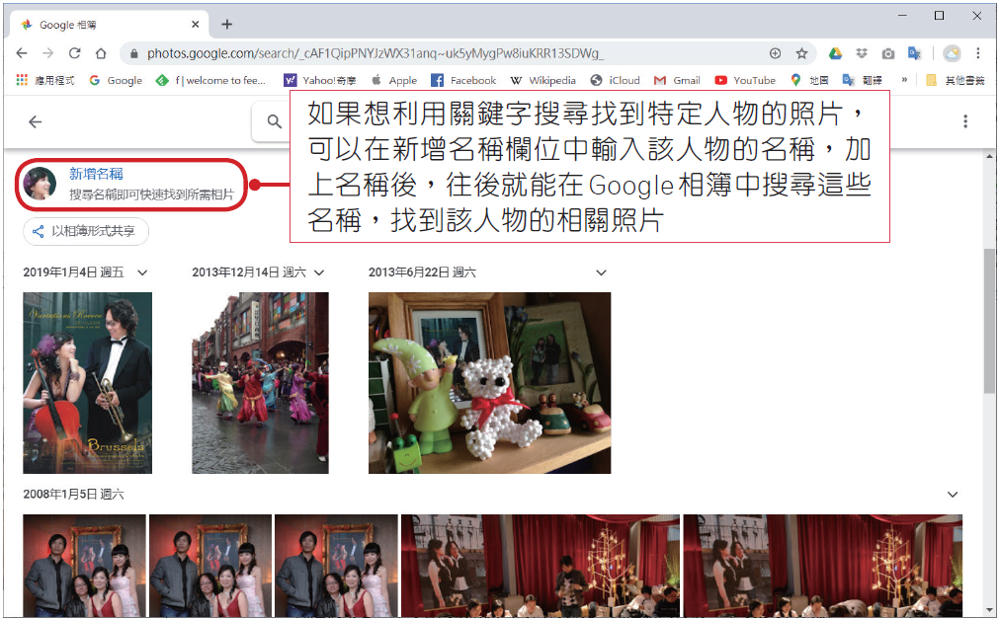 Google 相簿
photos.google.com/search/_cAF1QipPNYJzWX31anq~uk5yMygPw8iuKRR13SDWg_
應用程式 Google f | welcome to fee... Yahoo!奇摩 Apple Facebook Wikipedia iCloud Gmail YouTube 地圖 翻譯 » 其他書籤
如果想利用關鍵字搜尋找到特定人物的照片，
可以在新增名稱欄位中輸入該人物的名稱，加
上名稱後，往後就能在Google相簿中搜尋這些
名稱，找到該人物的相關照片
新增名稱
搜尋名稱即可快速找到所需相片
以相簿形式共享
2019年1月4日 週五 2013年12月14日 週六 2013年6月22日 週六
Variations Rococo
Brussels
2008年1月5日 週六